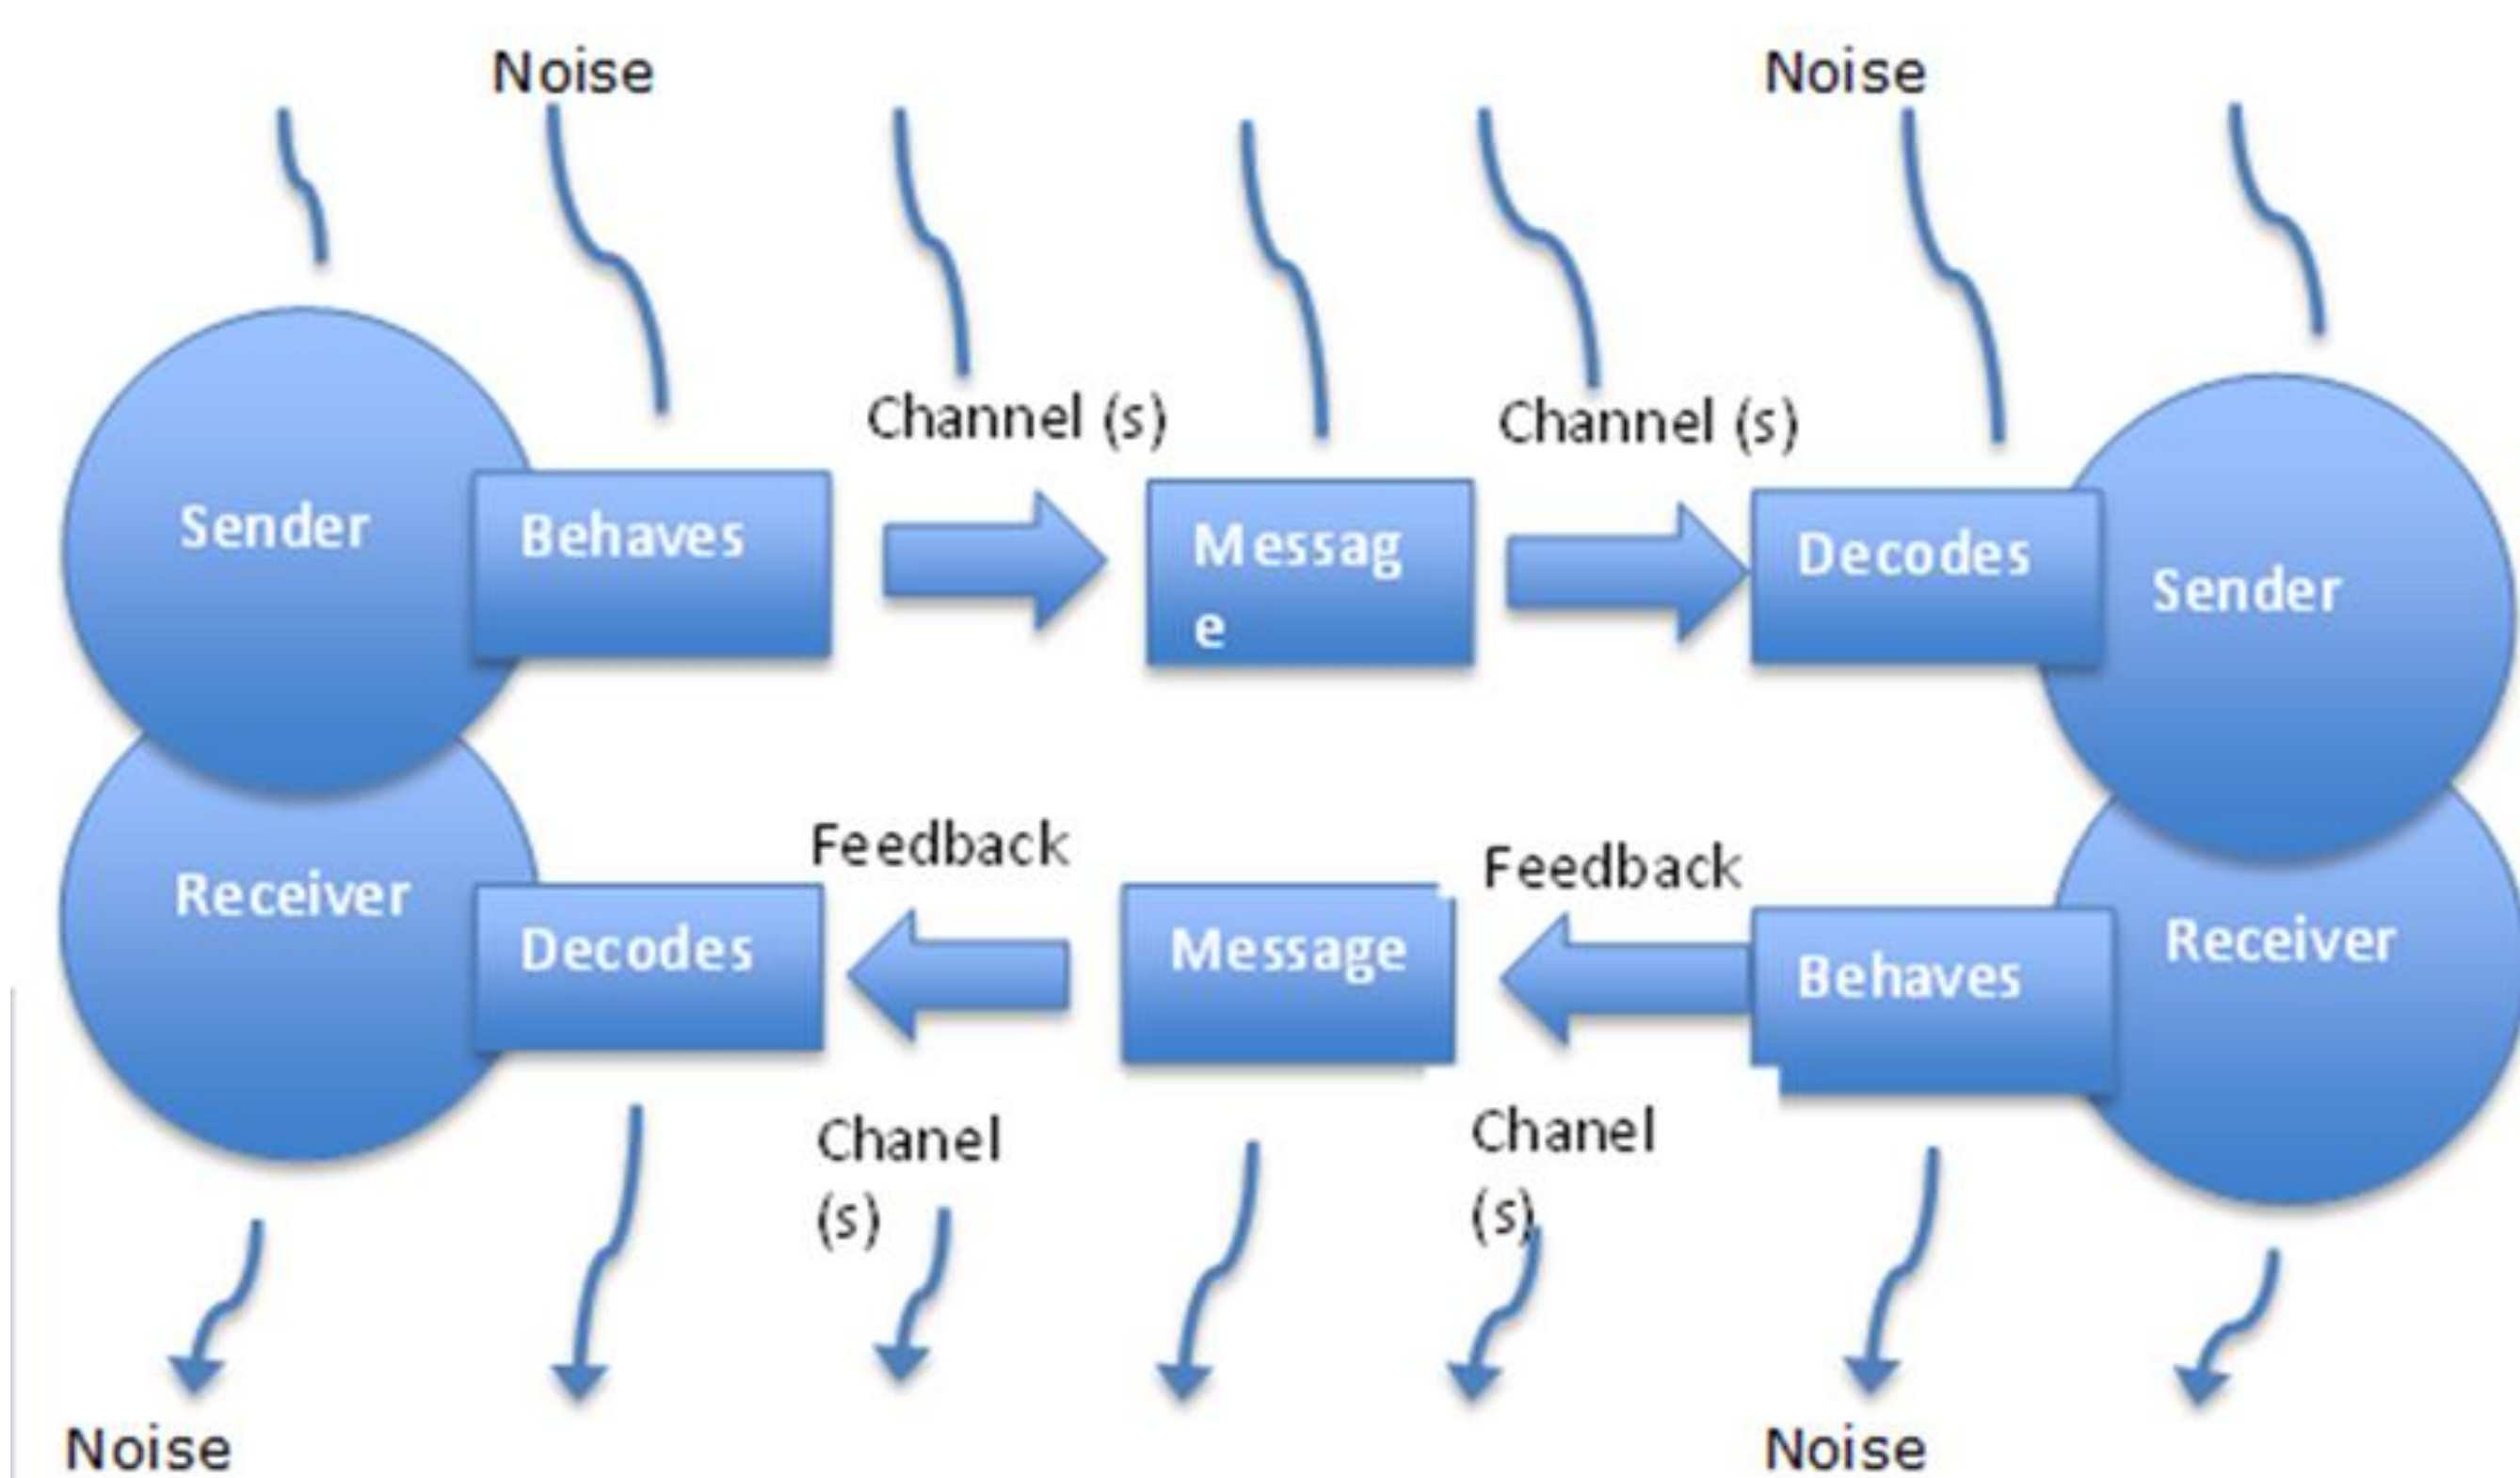 Noise
Noise
Channel (s)
Channel (s)
Sender
Behaves
Messag
e
Decodes
Sender
Feedback
Feedback
Receiver
Decodes
Message
Behaves
Receiver
Chanel
(s)
Chanel
(s)
Noise
Noise